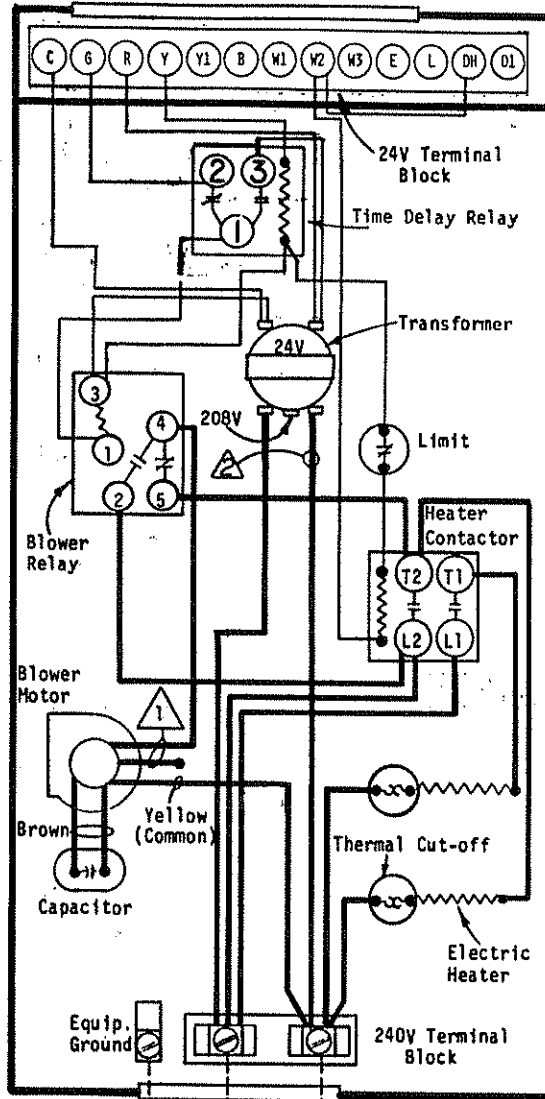 C G R Y Y1 B W1 W2 W3 E L DH D1
24V Terminal
Block
2 3
1
Time Delay Relay
Transformer
24V
3
208V
4
1
Limit
2
2 5
Heater
Contactor
Blower
Relay
T2 T1
L2 L1
Blower
Motor
1
Yellow
(Common)
Brown
Thermal Cut-off
Capacitor
Electric
Heater
Equip.
Ground
240V Terminal
Block